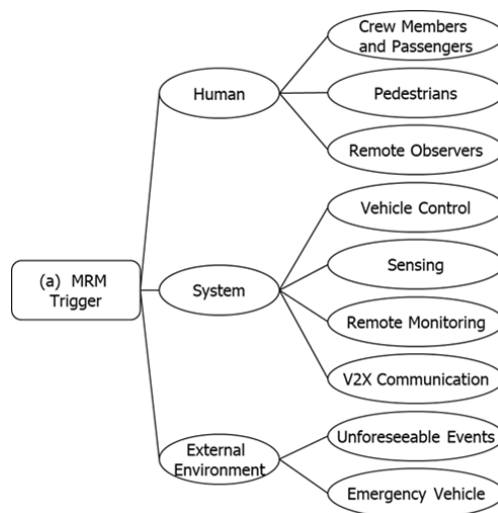 Crew Members
and Passengers
Human
Pedestrians
Remote Observers
Vehicle Control
(a) MRM
Trigger
System
Sensing
Remote Monitoring
V2X Communication
External
Environment
Unforeseeable Events
Emergency Vehicle